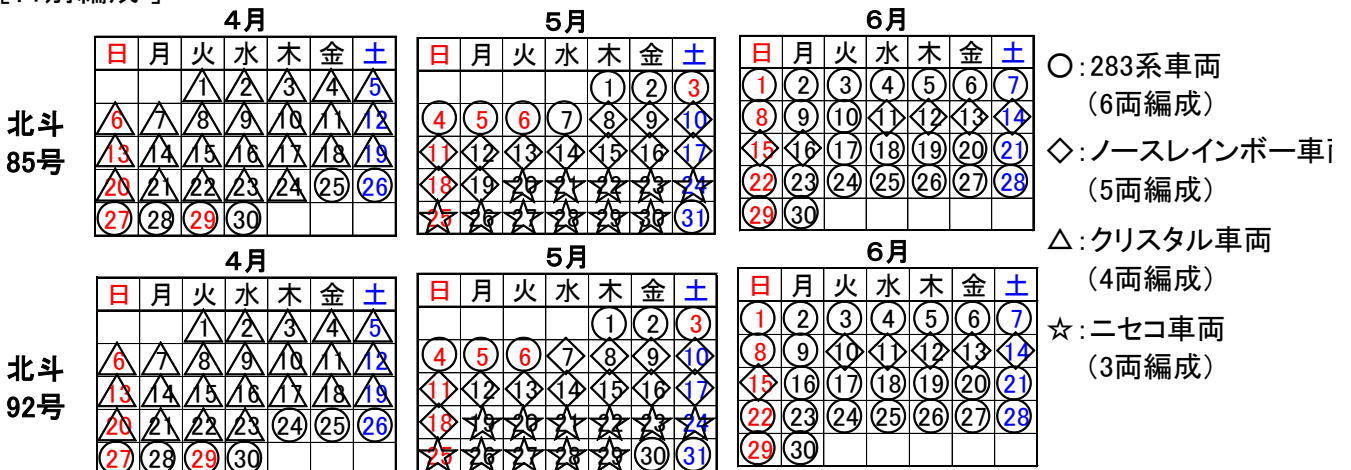 4月 5月 6月
日 月 火 水 木 金 土 日 月 火 水 木 金 土 日 月 火 水 木 金 土
1 2 3 4 5 1 2 3 1 2 3 4 5 6 7
6 7 8 9 10 11 12 4 5 6 7 8 9 10 8 9 10 11 12 13 14
13 14 15 16 17 18 19 11 12 13 14 15 16 17 15 16 17 18 19 20 21
20 21 22 23 24 25 26 18 19 20 21 22 23 24 22 23 24 25 26 27 28
27 28 29 30 25 26 27 28 29 30 31 29 30
北斗
85号
4月 5月 6月
日 月 火 水 木 金 土 日 月 火 水 木 金 土 日 月 火 水 木 金 土
1 2 3 4 5 1 2 3 1 2 3 4 5 6 7
6 7 8 9 10 11 12 4 5 6 7 8 9 10 8 9 10 11 12 13 14
13 14 15 16 17 18 19 11 12 13 14 15 16 17 15 16 17 18 19 20 21
20 21 22 23 24 25 26 18 19 20 21 22 23 24 22 23 24 25 26 27 28
27 28 29 30 25 26 27 28 29 30 31 29 30
北斗
92号
○:283系車両
(6両編成)
◇:ノースレインボー車
(5両編成)
△:クリスタル車両
(4両編成)
☆:ニセコ車両
(3両編成)